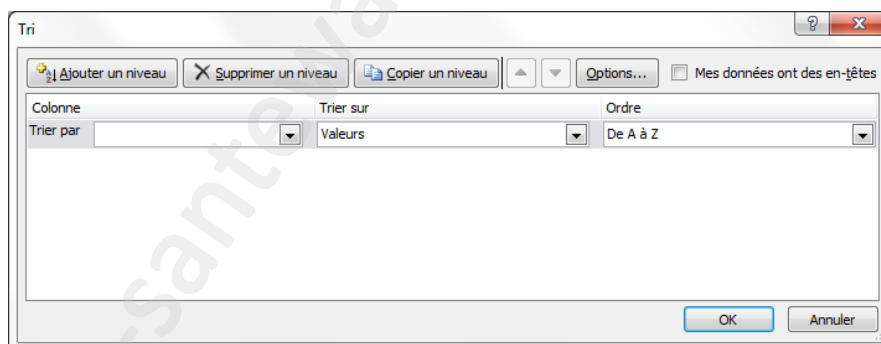 Tri
Ajouter un niveau Supprimer un niveau Copier un niveau Options... Mes données ont des en-têtes
Colonne Trier sur Ordre
Trier par Valeurs De A à Z
OK Annuler